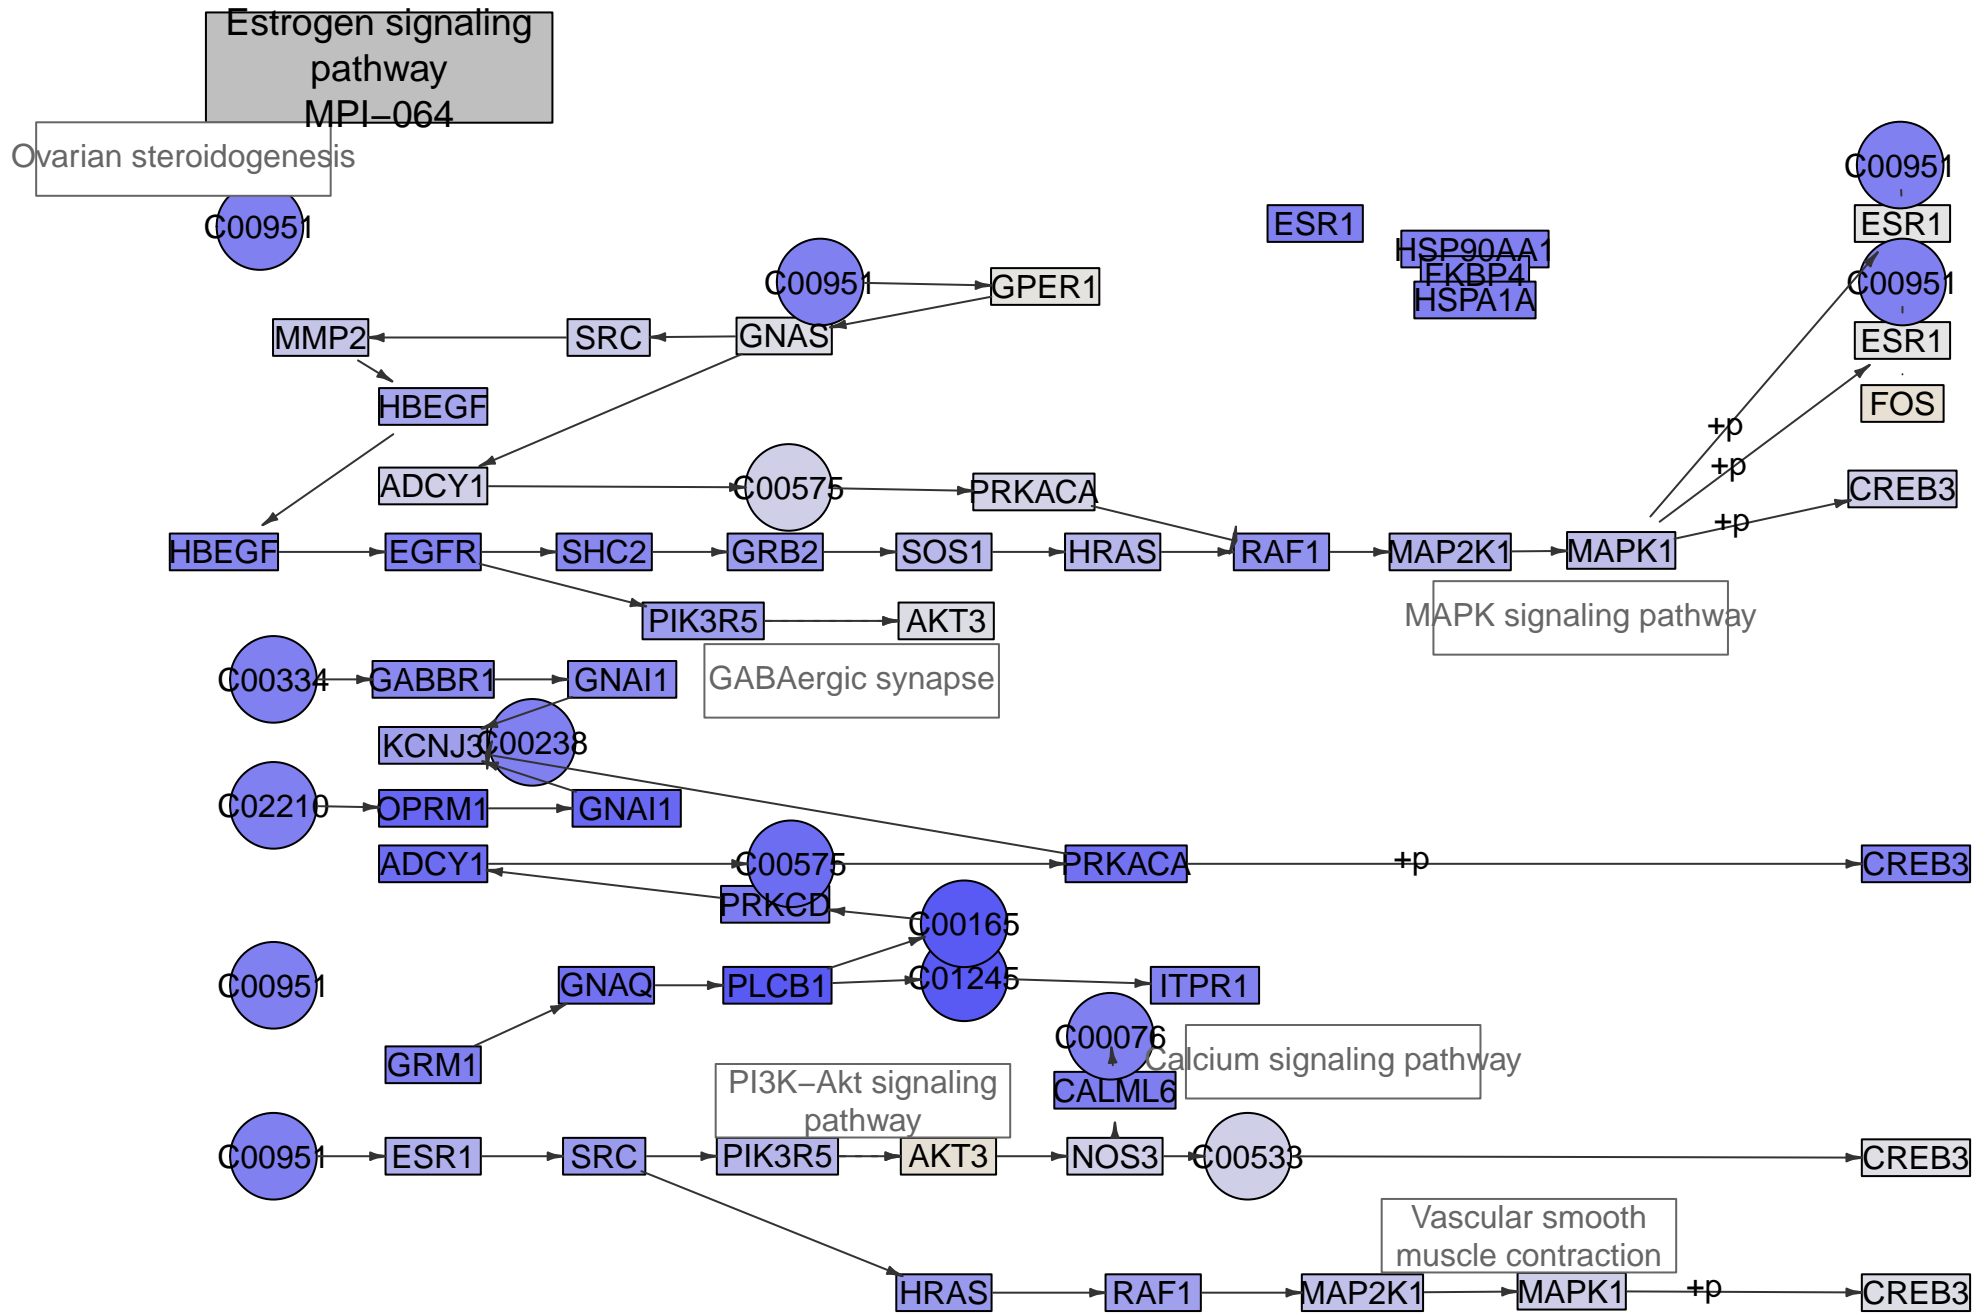 Estrogen signaling
pathway
MPI−064
Ovarian steroidogenesis
C00951
C00951
ESR1
ESR1
C00951
HSP90AA1
FKBP4
HSPA1A
C00951
GPER1
C00951
MMP2
SRC
GNAS
ESR1
HBEGF
FOS
+p
+p
ADCY1
C00575
PRKACA
CREB3
+p
HBEGF
EGFR
SHC2
GRB2
SOS1
HRAS
RAF1
MAP2K1
MAPK1
PIK3R5
AKT3
MAPK signaling pathway
C00334
GABBR1
GNAI1
GABAergic synapse
KCNJ3
C00238
C02210
OPRM1
GNAI1
ADCY1
C00575
PRKACA
+p
CREB3
PRKCD
C00165
C00951
GNAQ
PLCB1
C01245
ITPR1
C00076
Calcium signaling pathway
GRM1
CALML6
PI3K−Akt signaling
pathway
C00951
ESR1
SRC
PIK3R5
AKT3
NOS3
C00533
CREB3
Vascular smooth
muscle contraction
HRAS
RAF1
MAP2K1
MAPK1
+p
CREB3